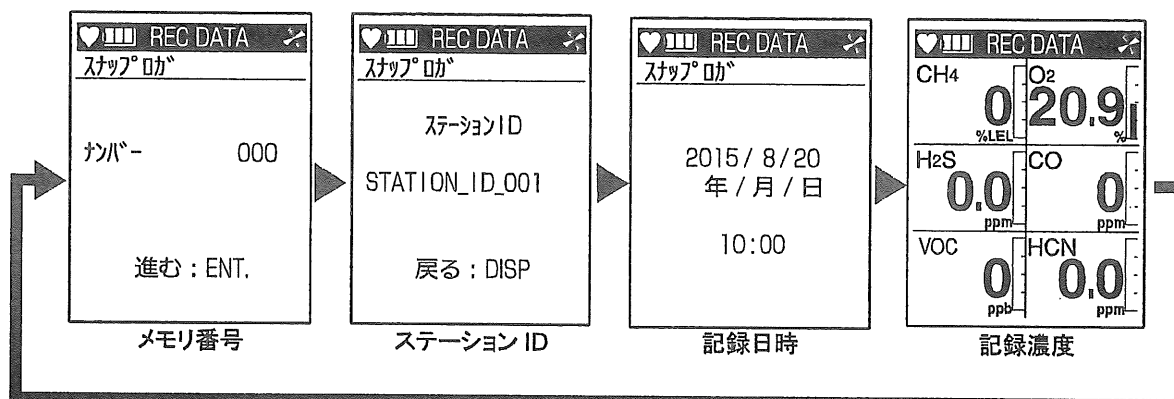 REC DATA
スナップロガ
ナンバー 000
進む：ENT.
メモリ番号
REC DATA
スナップロガ
ステーションID
STATION_ID_001
戻る：DISP
ステーション ID
REC DATA
スナップロガ
2015/ 8/20
年 / 月 / 日
10:00
記録日時
REC DATA
CH4
0
%LEL
O2
20.9
%
H2S
0.0
ppm
CO
0
ppm
VOC
0
ppb
HCN
0.0
ppm
記録濃度